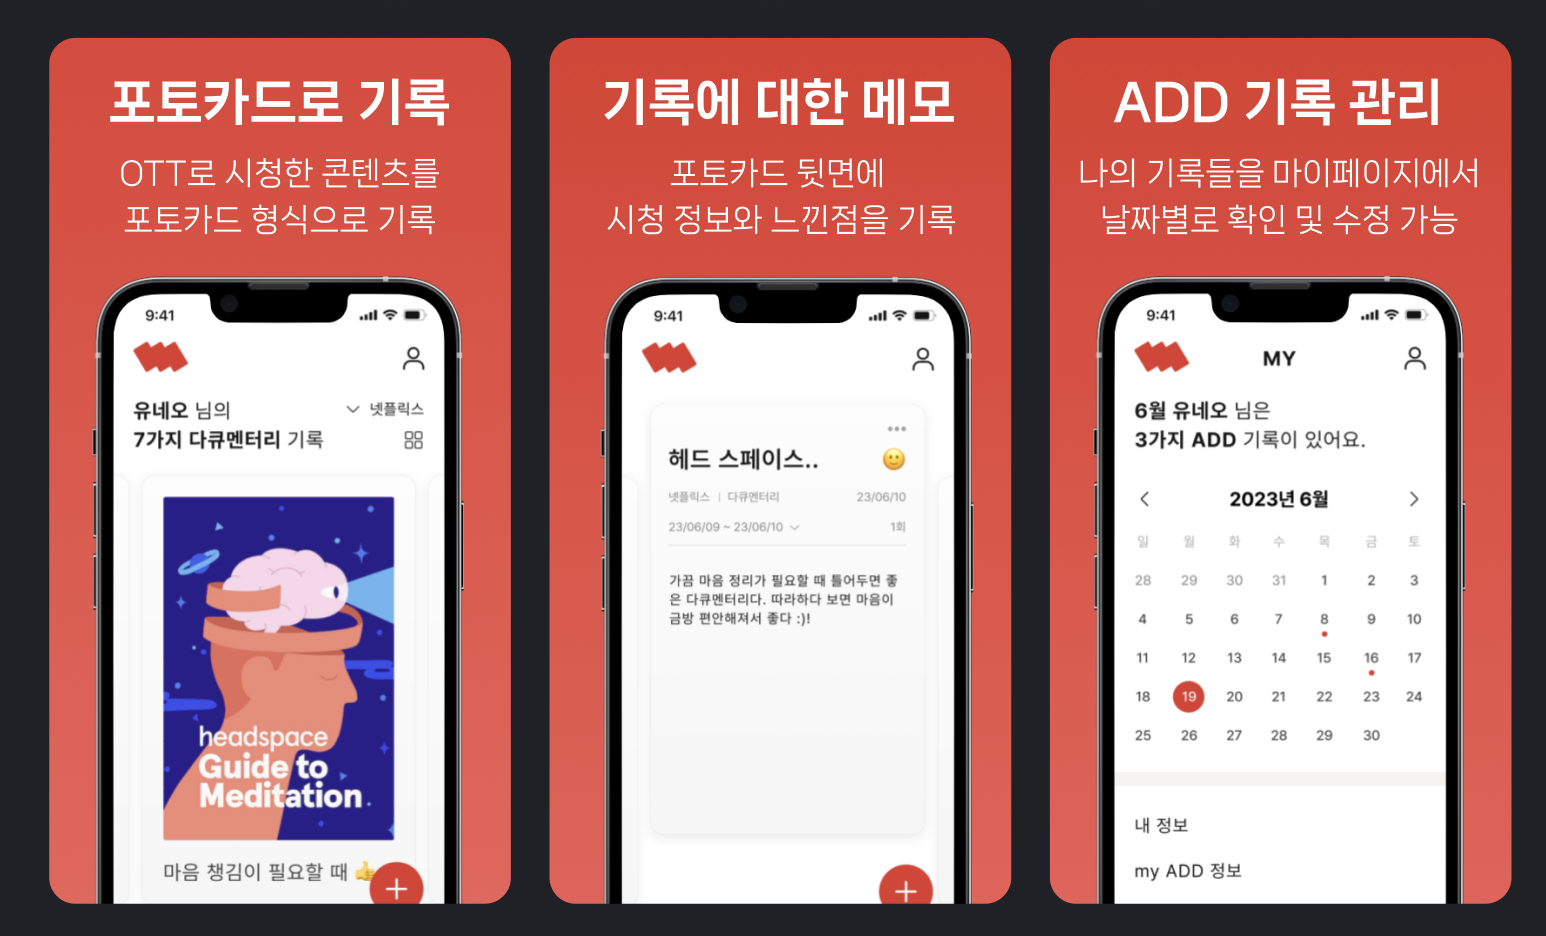 포토카드로 기록
OTT로 시청한 콘텐츠를
포토카드 형식으로 기록
9:41
유네오 님의
넷플릭스
7가지 다큐멘터리 기록
headspace
Guide to
Meditation.
마음 챙김이 필요할 때 👍
+
기록에 대한 메모
포토카드 뒷면에
시청 정보와 느낀점을 기록
9:41
헤드 스페이스.. 🙂
넷플릭스 | 다큐멘터리 23/06/10
23/06/09 ~ 23/06/10 1회
가끔 마음 정리가 필요할 때 틀어두면 좋
은 다큐멘터리다. 따라하다 보면 마음이
금방 편안해져서 좋다 :)!
+
ADD 기록 관리
나의 기록들을 마이페이지에서
날짜별로 확인 및 수정 가능
9:41
MY
6월 유네오 님은
3가지 ADD 기록이 있어요.
2023년 6월
일 월 화 수 목 금 토
28 29 30 31 1 2 3
4 5 6 7 8 9 10
11 12 13 14 15 16 17
18 19 20 21 22 23 24
25 26 27 28 29 30
내 정보
my ADD 정보